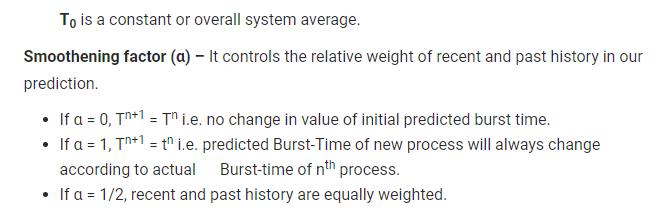 T₀ is a constant or overall system average.
Smoothening factor (α) – It controls the relative weight of recent and past history in our
prediction.
• If α = 0, Tⁿ⁺¹ = Tⁿ i.e. no change in value of initial predicted burst time.
• If α = 1, Tⁿ⁺¹ = tⁿ i.e. predicted Burst-Time of new process will always change
according to actual Burst-time of nᵗʰ process.
• If α = 1/2, recent and past history are equally weighted.